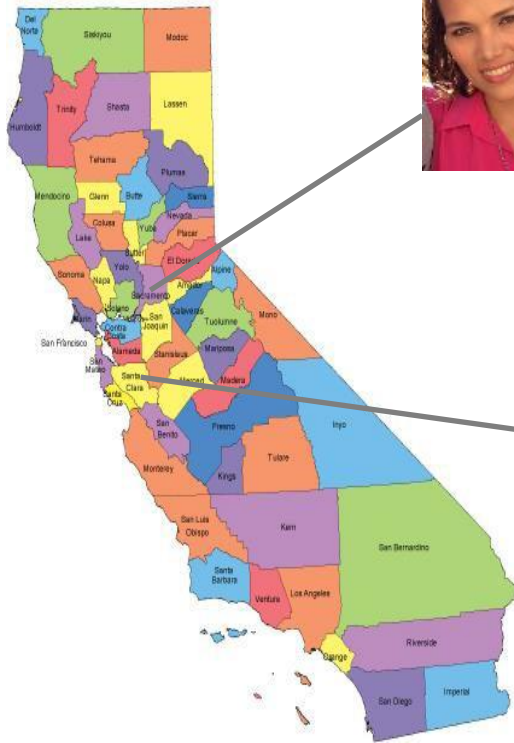 Del
Norte
Siskiyou
Modoc
Humboldt
Trinity
Shasta
Lassen
Tehama
Plumas
Mendocino
Glenn
Butte
Sierra
Nevada
Colusa
Yuba
Placer
Lake
Sutter
El Dorado
Sonoma
Napa
Yolo
Alpine
Amador
Sacramento
Solano
Calaveras
Marin
San
Joaquin
Tuolumne
Mono
Contra
Costa
San Francisco
Alameda
Stanislaus
Mariposa
San
Mateo
Santa
Clara
Merced
Madera
Santa
Cruz
San
Benito
Fresno
Inyo
Monterey
Kings
Tulare
San Luis
Obispo
Kern
San Bernardino
Santa
Barbara
Ventura
Los Angeles
Orange
Riverside
San Diego
Imperial